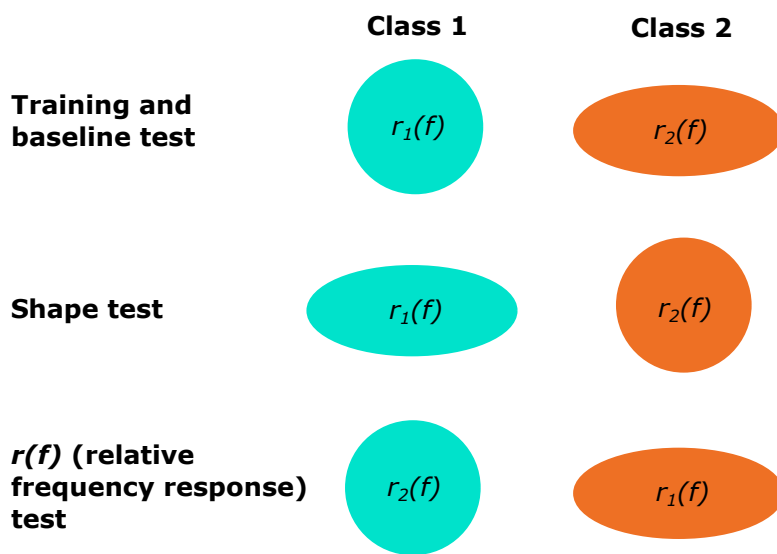 Class 1
Class 2
Training and
baseline test
r₁(f)
r₂(f)
Shape test
r₁(f)
r₂(f)
r(f) (relative
frequency response)
test
r₂(f)
r₁(f)